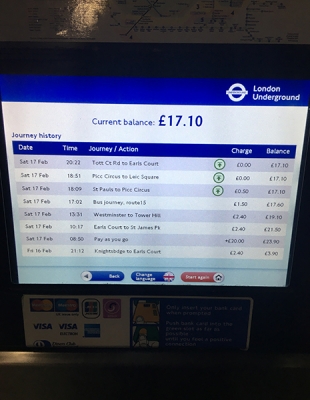 London
Underground
Current balance: £17.10
Journey history
Date Time Journey / Action Charge Balance
Sat 17 Feb 20:22 Tott Ct Rd to Earls Court £0.00 £17.10
Sat 17 Feb 18:51 Picc Circus to Leic Square £0.00 £17.10
Sat 17 Feb 18:09 St Pauls to Picc Circus £0.50 £17.10
Sat 17 Feb 17:02 Bus journey, route15 £1.50 £17.60
Sat 17 Feb 15:31 Westminster to Tower Hill £2.40 £19.10
Sat 17 Feb 10:17 Earls Court to St James Pk £2.40 £21.50
Sat 17 Feb 08:50 Pay as you go +£20.00 £23.90
Fri 16 Feb 21:12 Knightsbridge to Earls Court £2.40 £3.90
Back Change language Start again
VISA VISA